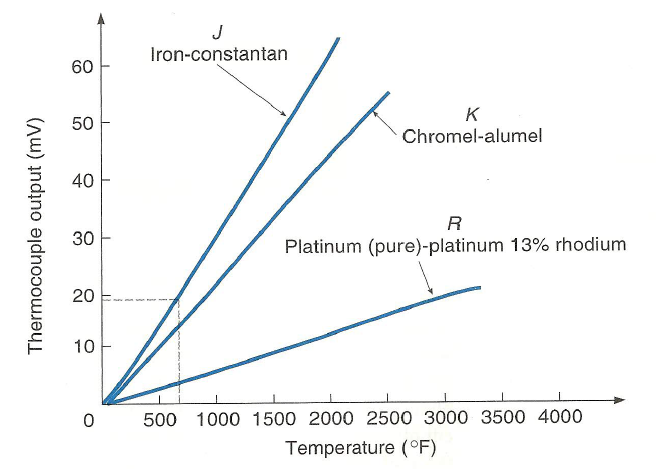 J
Iron-constantan
K
Chromel-alumel
R
Platinum (pure)-platinum 13% rhodium
Thermocouple output (mV)
60
50
40
30
20
10
0 500 1000 1500 2000 2500 3000 3500 4000
Temperature (°F)